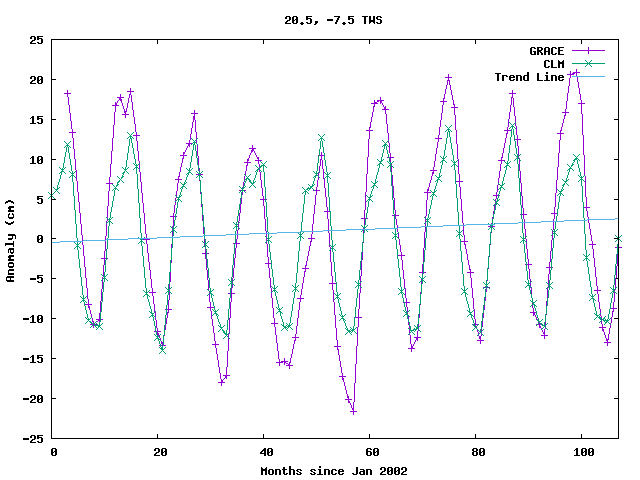 20.5, -7.5 TWS
GRACE
CLM
Trend Line
25
20
15
10
5
0
-5
-10
-15
-20
-25
Anomaly (cm)
0 20 40 60 80 100
Months since Jan 2002